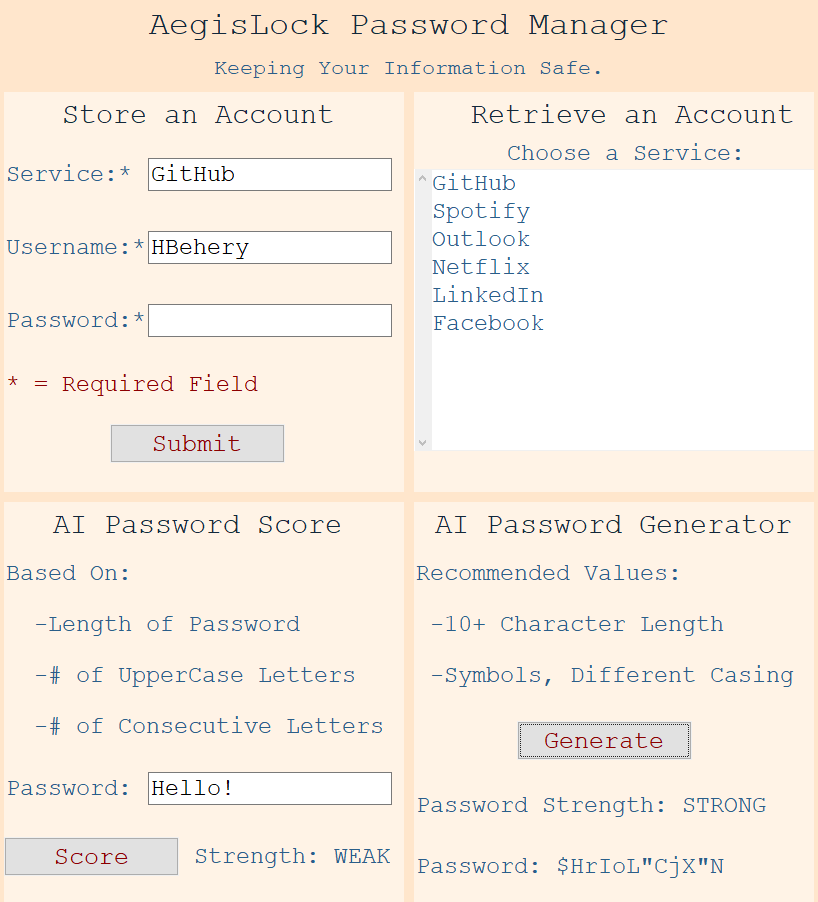 AegisLock Password Manager
Keeping Your Information Safe.
Store an Account
Service:* GitHub
Username:* HBehery
Password:*
* = Required Field
Submit
Retrieve an Account
Choose a Service:
GitHub
Spotify
Outlook
Netflix
LinkedIn
Facebook
AI Password Score
Based On:
-Length of Password
-# of UpperCase Letters
-# of Consecutive Letters
Password: Hello!
Score Strength: WEAK
AI Password Generator
Recommended Values:
-10+ Character Length
-Symbols, Different Casing
Generate
Password Strength: STRONG
Password: $HrIoL"CjX"N